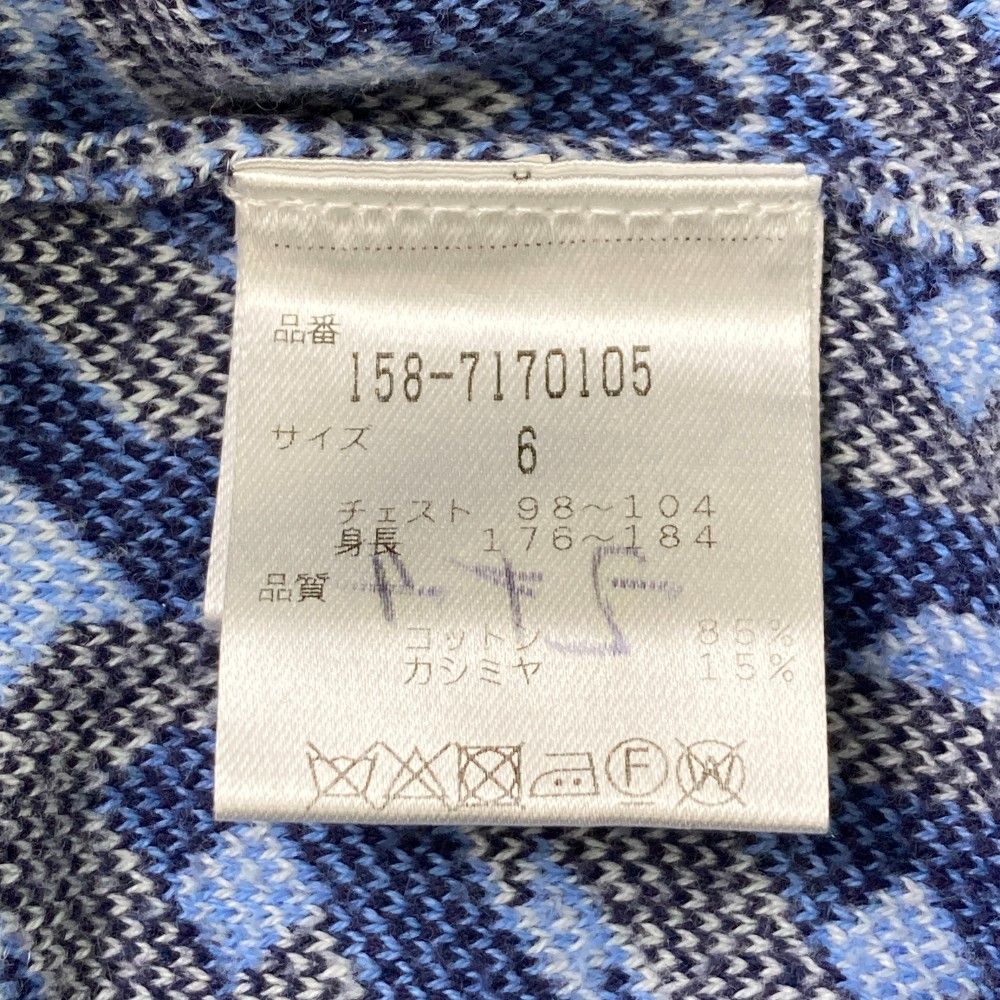 品番
158-7170105
サイズ 6
チェスト 98〜104
身長 176〜184
品質
コットン 85%
カシミヤ 15%
F W